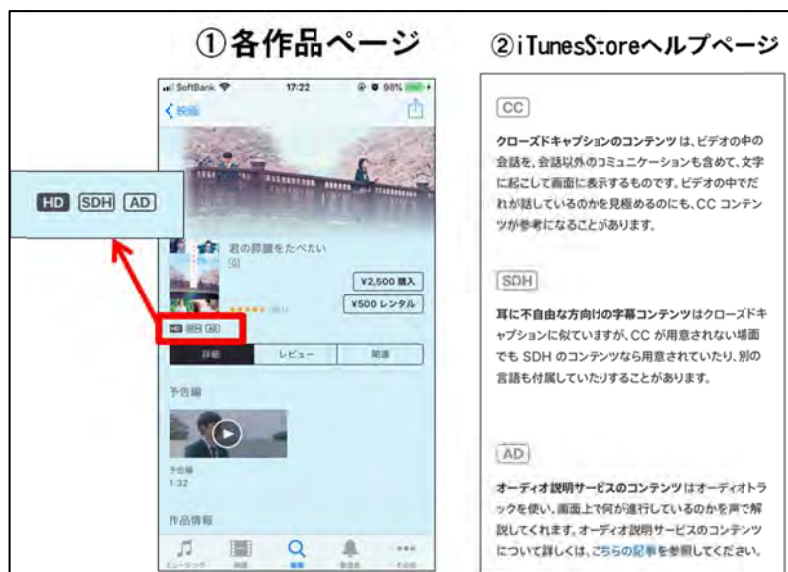 ①各作品ページ
②iTunesStoreヘルプページ
SoftBank
17:22
98%
映画
HD SDH AD
君の膵臓をたべたい
G
¥2,500 購入
¥500 レンタル
HD SDH AD
詳細
レビュー
関連
予告編
予告編
1:32
作品情報
ミュージック
映画
検索
着信音
その他
CC
クローズドキャプションのコンテンツは、ビデオの中の
会話を、会話以外のコミュニケーションも含めて、文字
に起こして画面に表示するものです。ビデオの中でだ
れが話しているのかを見極めるのにも、CC コンテン
ツが参考になることがあります。
SDH
耳に不自由な方向けの字幕コンテンツはクローズドキ
ャプションに似ていますが、CC が用意されない場面
でも SDH のコンテンツなら用意されていたり、別の
言語も付属していたりすることがあります。
AD
オーディオ説明サービスのコンテンツはオーディオトラ
ックを使い、画面上で何が進行しているのかを声で解
説してくれます。オーディオ説明サービスのコンテンツ
について詳しくは、こちらの記事を参照してください。